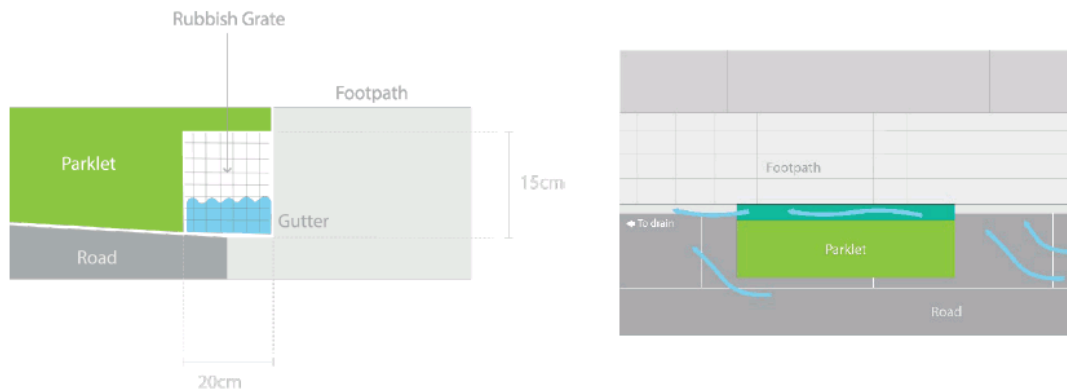 Rubbish Grate
Footpath
Parklet
15cm
Gutter
Road
20cm
Footpath
To drain
Parklet
Road